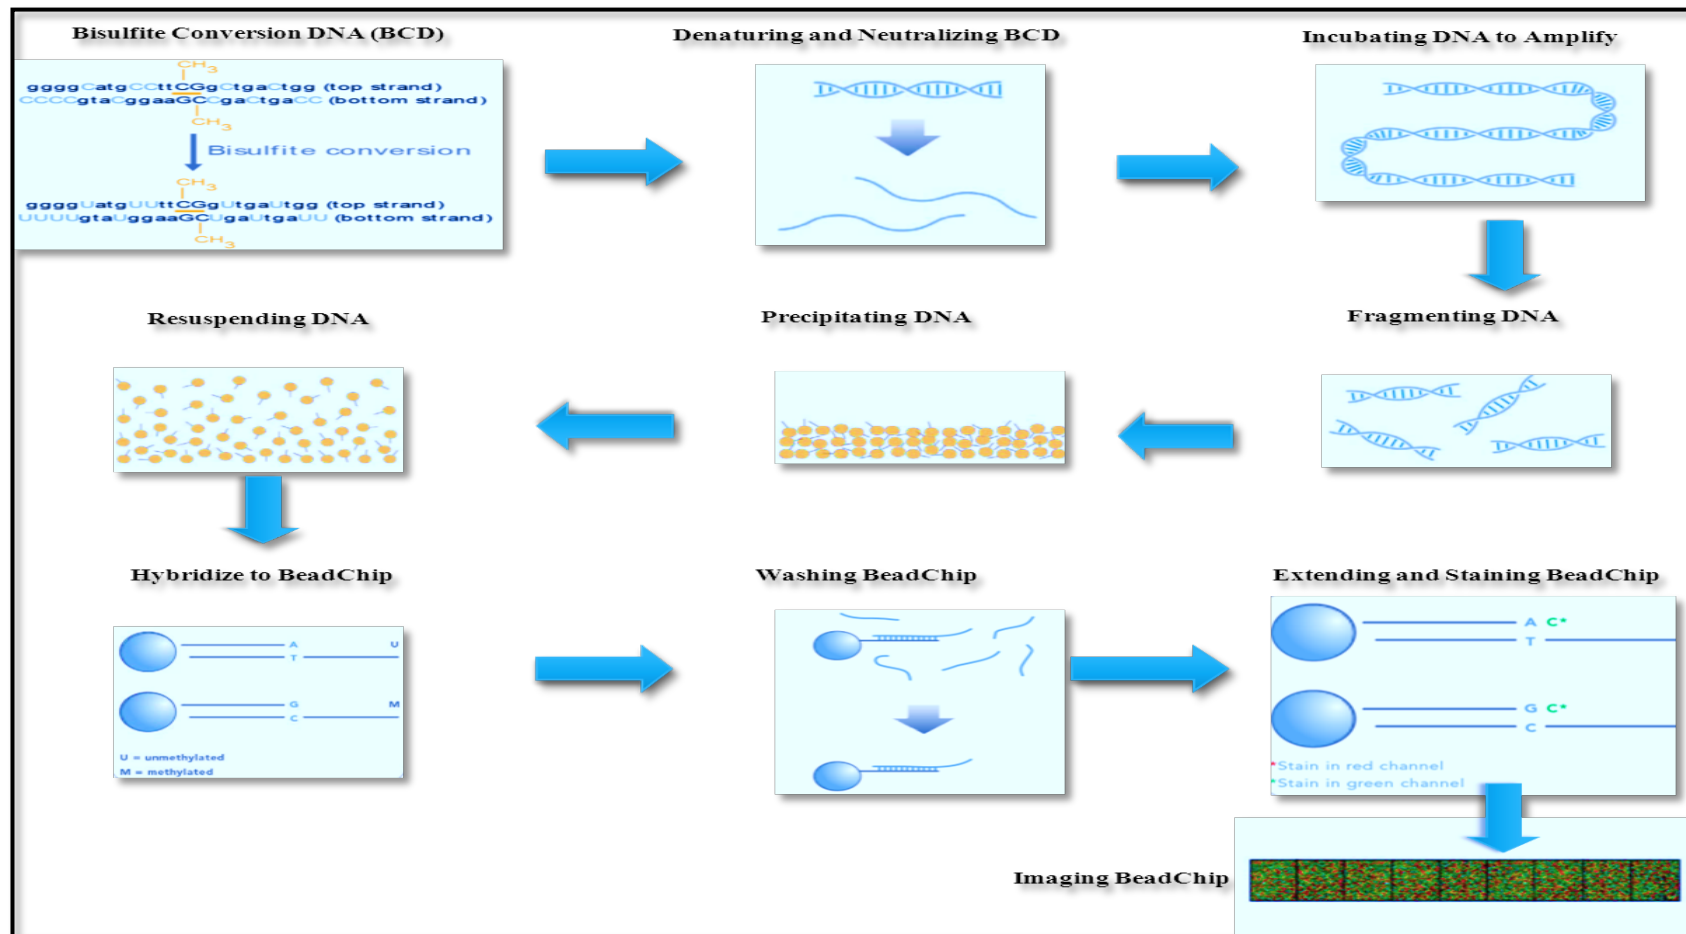 Bisulfite Conversion DNA (BCD)
Denaturing and Neutralizing BCD
Incubating DNA to Amplify
CH3
ggggCatgCCttCGgCtgaCtgg (top strand)
CCCCgtaCggaaGCCgaCtgaCC (bottom strand)
CH3
Bisulfite conversion
CH3
ggggUatgUUttCGgUtgaUtgg (top strand)
UUUUgtaUggaaGCUgaUtgaUU (bottom strand)
CH3
Resuspending DNA
Precipitating DNA
Fragmenting DNA
Hybridize to BeadChip
Washing BeadChip
Extending and Staining BeadChip
A U
T
G M
C
U = unmethylated
M = methylated
A C*
T
G C*
C
*Stain in red channel
*Stain in green channel
Imaging BeadChip